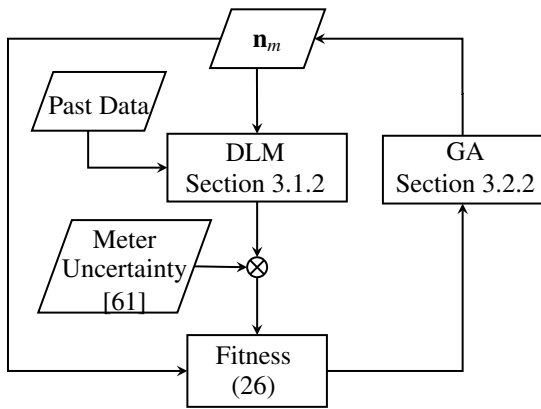 n_m
Past Data
DLM
Section 3.1.2
GA
Section 3.2.2
Meter
Uncertainty
[61]
Fitness
(26)